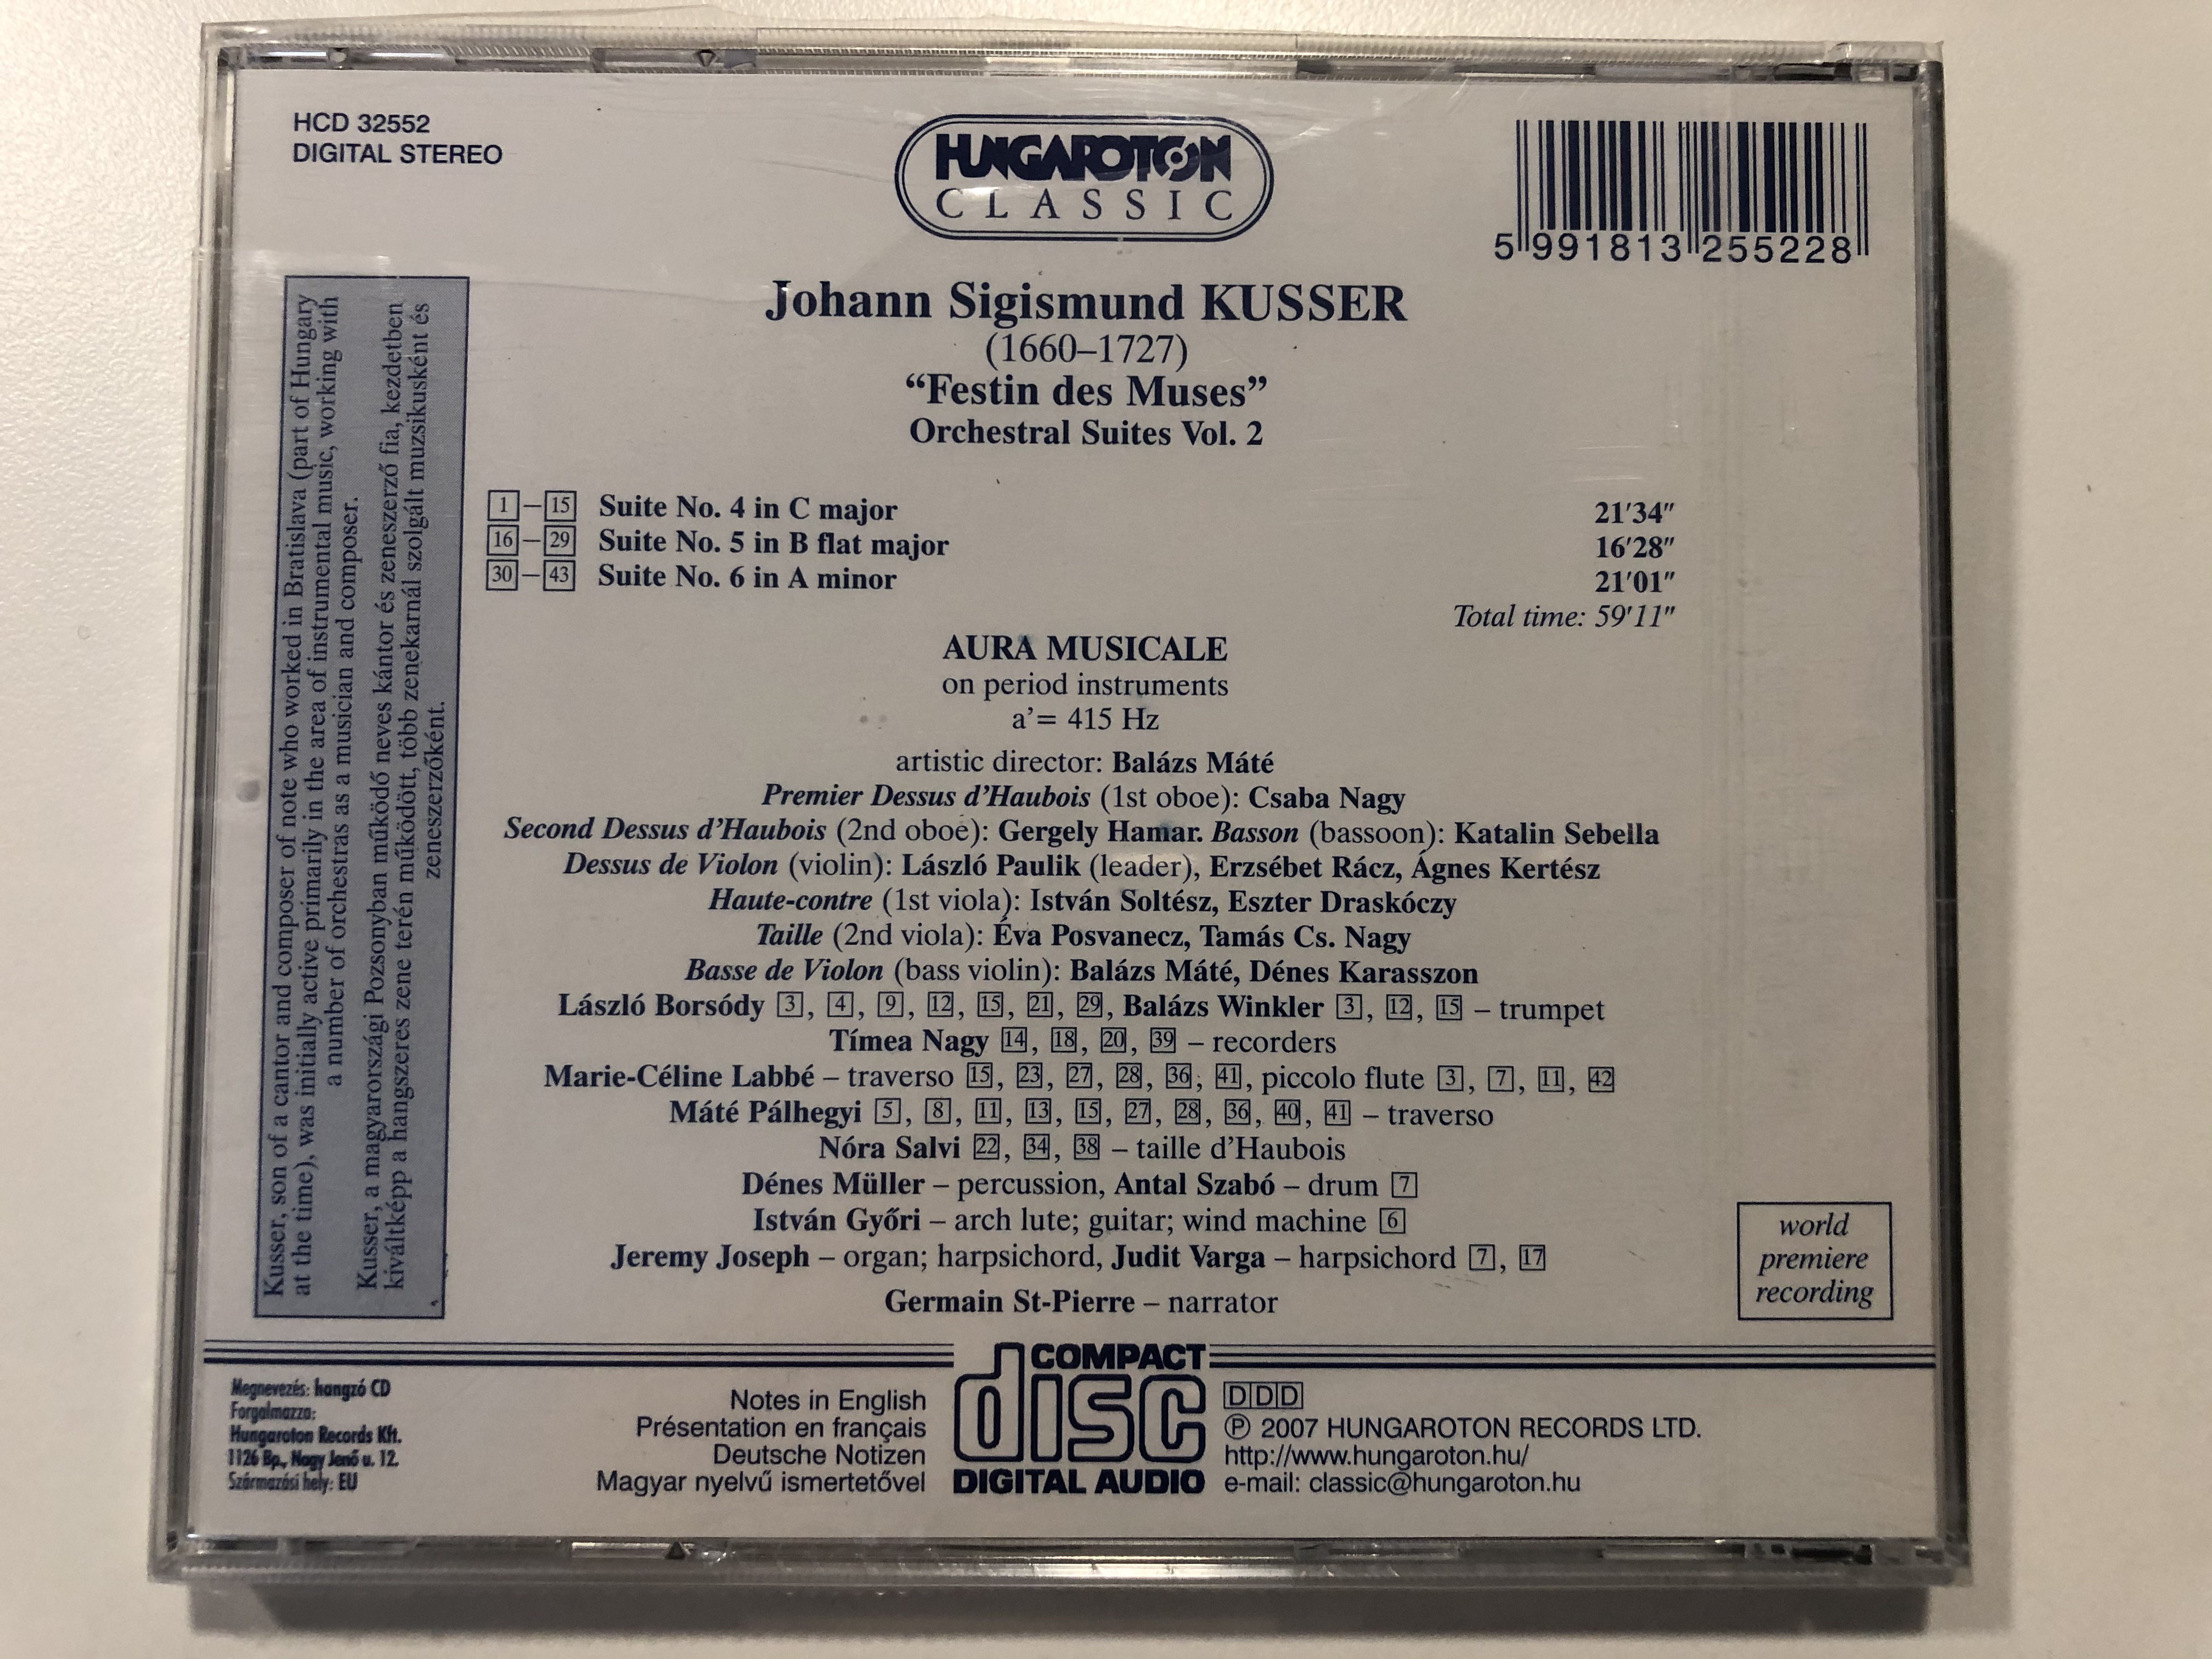 HCD 32552
DIGITAL STEREO
HUNGAROTON
CLASSIC
5 991813 255228
Johann Sigismund KUSSER
(1660–1727)
“Festin des Muses”
Orchestral Suites Vol. 2
1 – 15 Suite No. 4 in C major 21'34"
16 – 29 Suite No. 5 in B flat major 16'28"
30 – 43 Suite No. 6 in A minor 21'01"
Total time: 59'11"
AURA MUSICALE
on period instruments
a’= 415 Hz
artistic director: Balázs Máté
Premier Dessus d’Haubois (1st oboe): Csaba Nagy
Second Dessus d’Haubois (2nd oboe): Gergely Hamar. Basson (bassoon): Katalin Sebella
Dessus de Violon (violin): László Paulik (leader), Erzsébet Rácz, Ágnes Kertész
Haute-contre (1st viola): István Soltész, Eszter Draskóczy
Taille (2nd viola): Éva Posvanecz, Tamás Cs. Nagy
Basse de Violon (bass violin): Balázs Máté, Dénes Karasszon
László Borsódy 3, 4, 9, 12, 15, 21, 29, Balázs Winkler 3, 12, 15 – trumpet
Tímea Nagy 14, 18, 20, 39 – recorders
Marie-Céline Labbé – traverso 15, 23, 27, 28, 36; 41, piccolo flute 3, 7, 11, 42
Máté Pálhegyi 5, 8, 11, 13, 15, 27, 28, 36, 40, 41 – traverso
Nóra Salvi 22, 34, 38 – taille d’Haubois
Dénes Müller – percussion, Antal Szabó – drum 7
István Győri – arch lute; guitar; wind machine 6
Jeremy Joseph – organ; harpsichord, Judit Varga – harpsichord 7, 17
Germain St-Pierre – narrator
Kusser, son of a cantor and composer of note who worked in Bratislava (part of Hungary
at the time), was initially active primarily in the area of instrumental music, working with
a number of orchestras as a musician and composer.
Kusser, a magyarországi Pozsonyban működő neves kántor és zeneszerző fia, kezdetben
kiváltképp a hangszeres zene terén működött, több zenekarnál szolgált muzsikusként és
zeneszerzőként.
world
premiere
recording
Megnevezés: hangzó CD
Forgalmazza:
Hungaroton Records Kft.
1126 Bp., Nagy Jenő u. 12.
Származási hely: EU
Notes in English
Présentation en français
Deutsche Notizen
Magyar nyelvű ismertetővel
COMPACT
disc
DIGITAL AUDIO
DDD
℗ 2007 HUNGAROTON RECORDS LTD.
http://www.hungaroton.hu/
e-mail: classic@hungaroton.hu